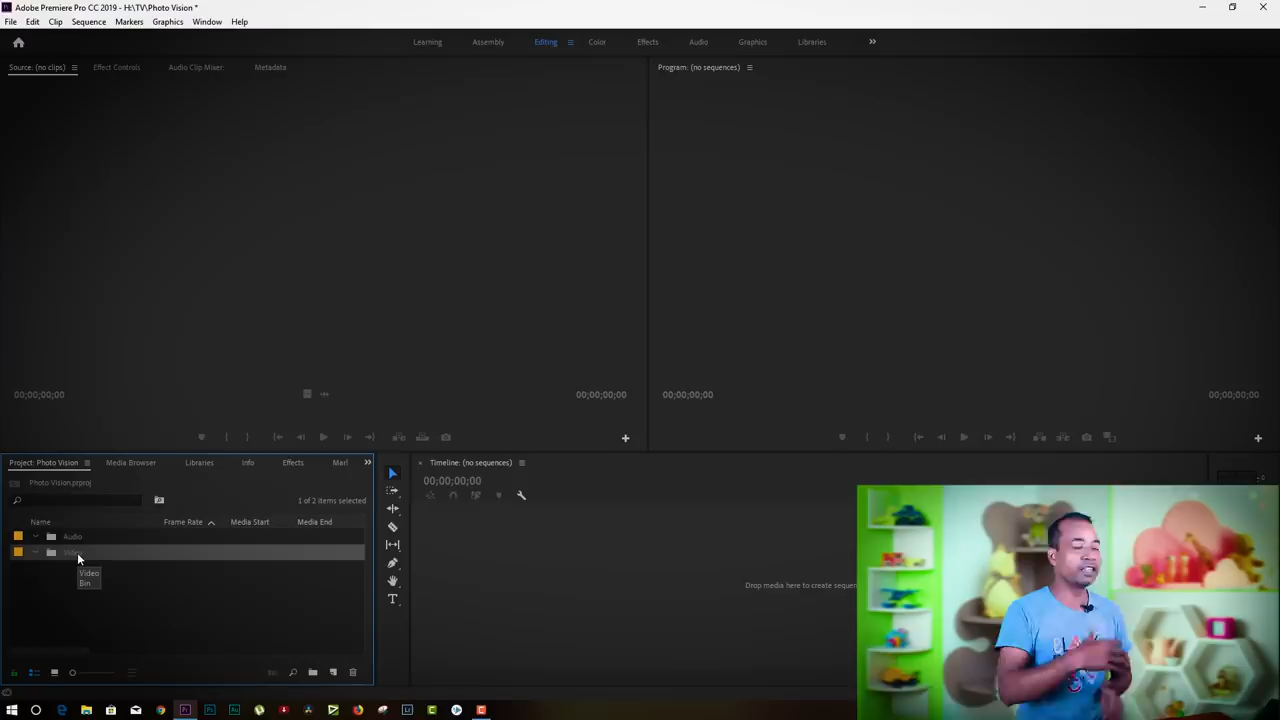 Adobe Premiere Pro CC 2019 - H:\TV\Photo Vision *
File Edit Clip Sequence Markers Graphics Window Help
Learning Assembly Editing Color Effects Audio Graphics Libraries
Source: (no clips) Effect Controls Audio Clip Mixer: Metadata
Program: (no sequences)
00;00;00;00 00;00;00;00
00;00;00;00 00;00;00;00
Project: Photo Vision Media Browser Libraries Info Effects Marl
Photo Vision.prproj
1 of 2 items selected
Name Frame Rate Media Start Media End
Audio
Video
Video
Bin
Timeline: (no sequences)
00;00;00;00
Drop media here to create sequen